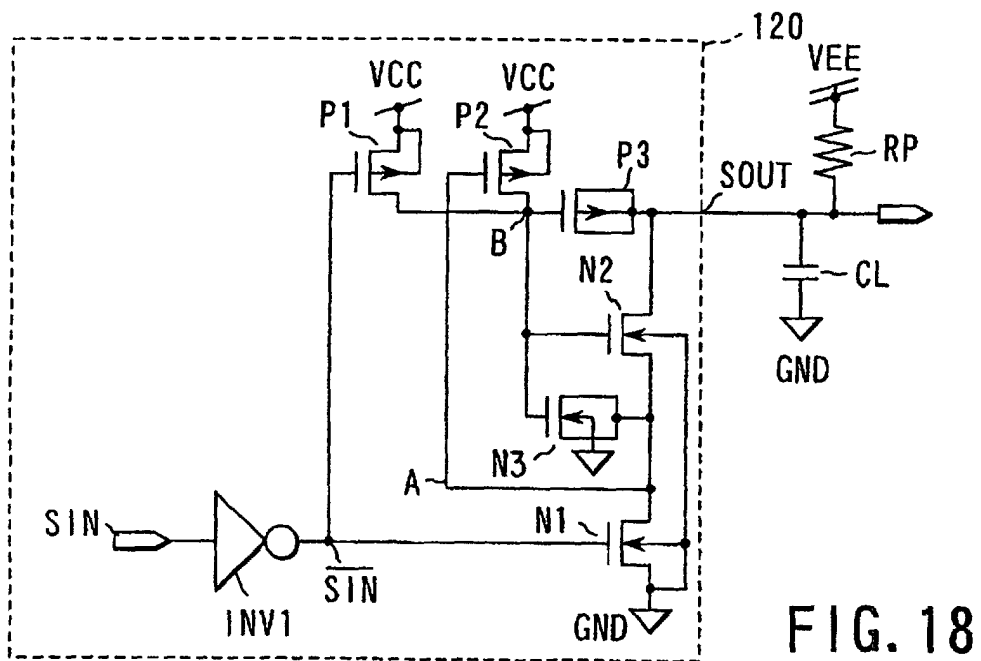 120
VCC
VCC
VEE
P1
P2
P3
RP
SOUT
B
N2
CL
GND
N3
A
SIN
N1
SIN
INV1
GND
FIG. 18